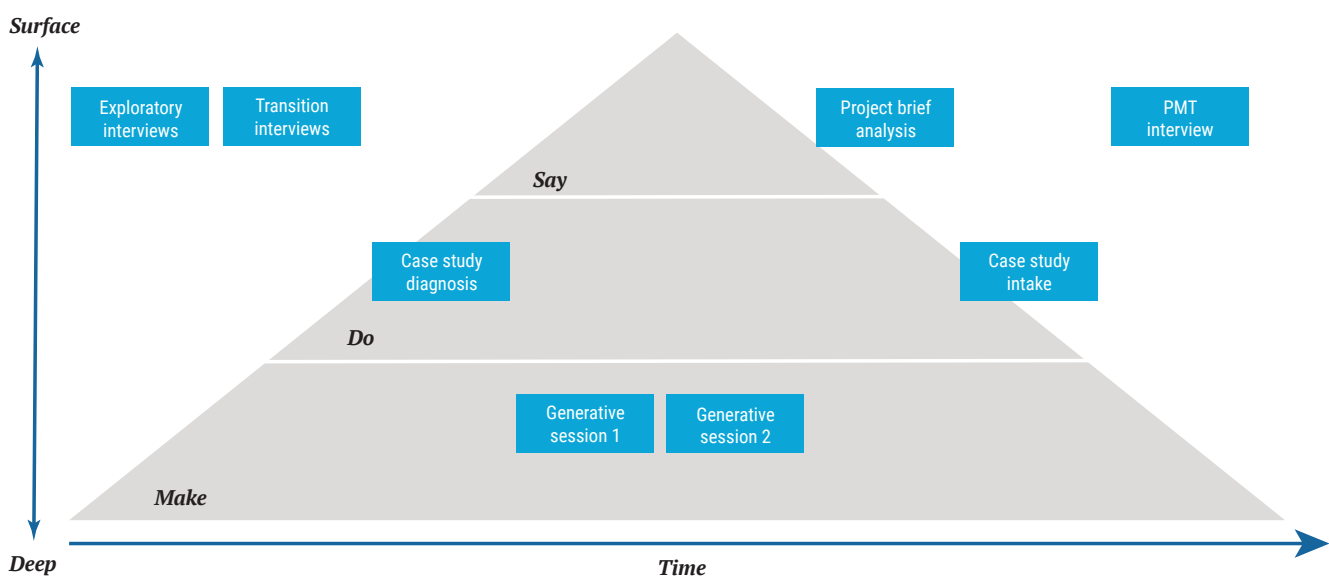 Surface
Exploratory
interviews
Transition
interviews
Project brief
analysis
PMT
interview
Say
Case study
diagnosis
Case study
intake
Do
Generative
session 1
Generative
session 2
Make
Deep
Time